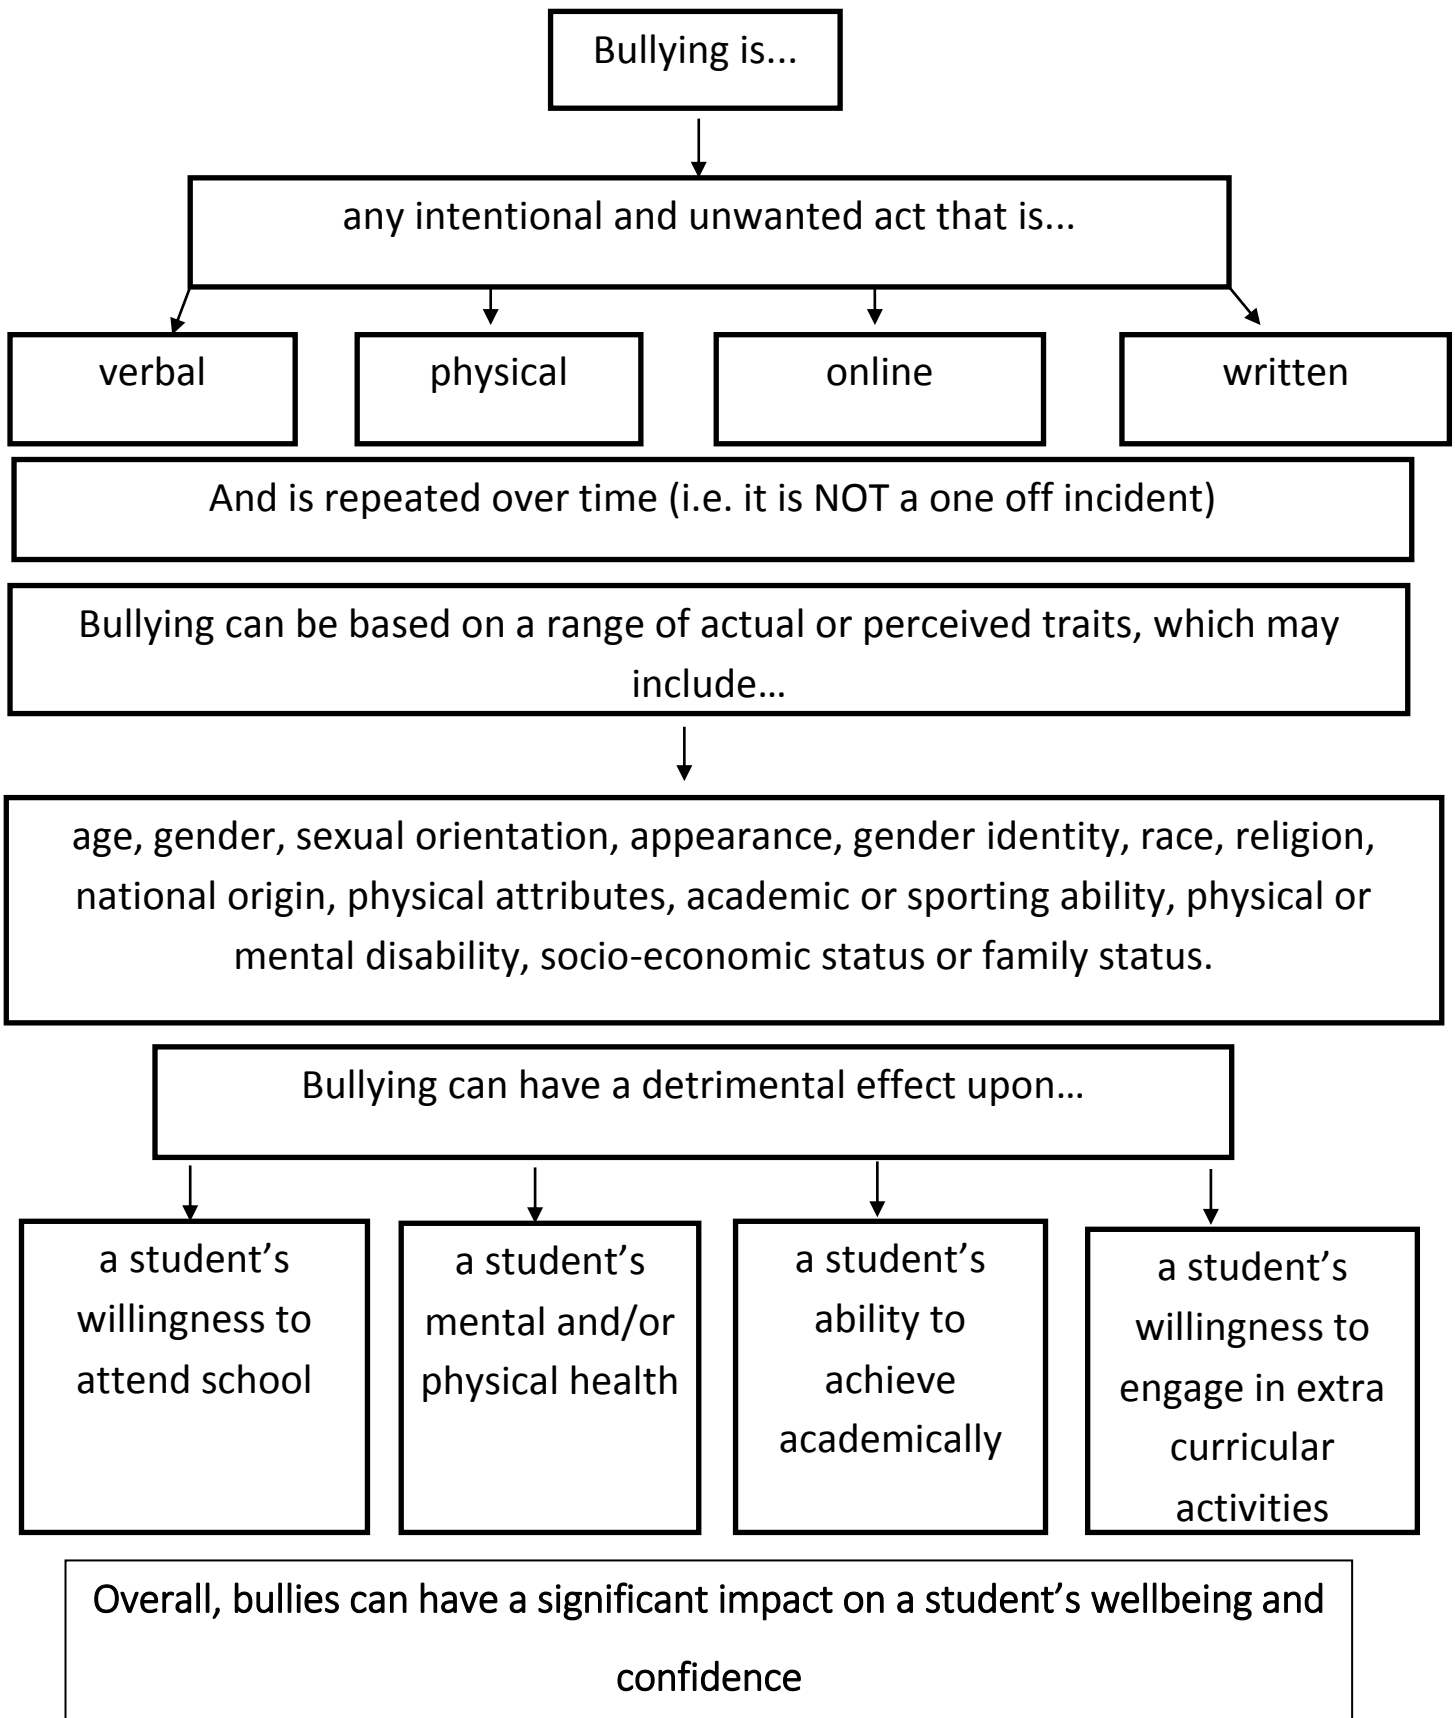 Bullying is...
any intentional and unwanted act that is...
verbal
physical
online
written
And is repeated over time (i.e. it is NOT a one off incident)
Bullying can be based on a range of actual or perceived traits, which may
include…
age, gender, sexual orientation, appearance, gender identity, race, religion,
national origin, physical attributes, academic or sporting ability, physical or
mental disability, socio-economic status or family status.
Bullying can have a detrimental effect upon…
a student’s
willingness to
attend school
a student’s
mental and/or
physical health
a student’s
ability to
achieve
academically
a student’s
willingness to
engage in extra
curricular
activities
Overall, bullies can have a significant impact on a student’s wellbeing and
confidence